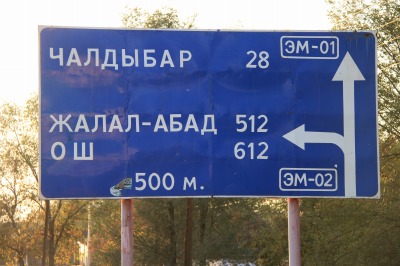 ЭМ-01
ЧАЛДЫБАР 28
ЖАЛАЛ-АБАД 512
ОШ 612
ЭМ-02
500 м.